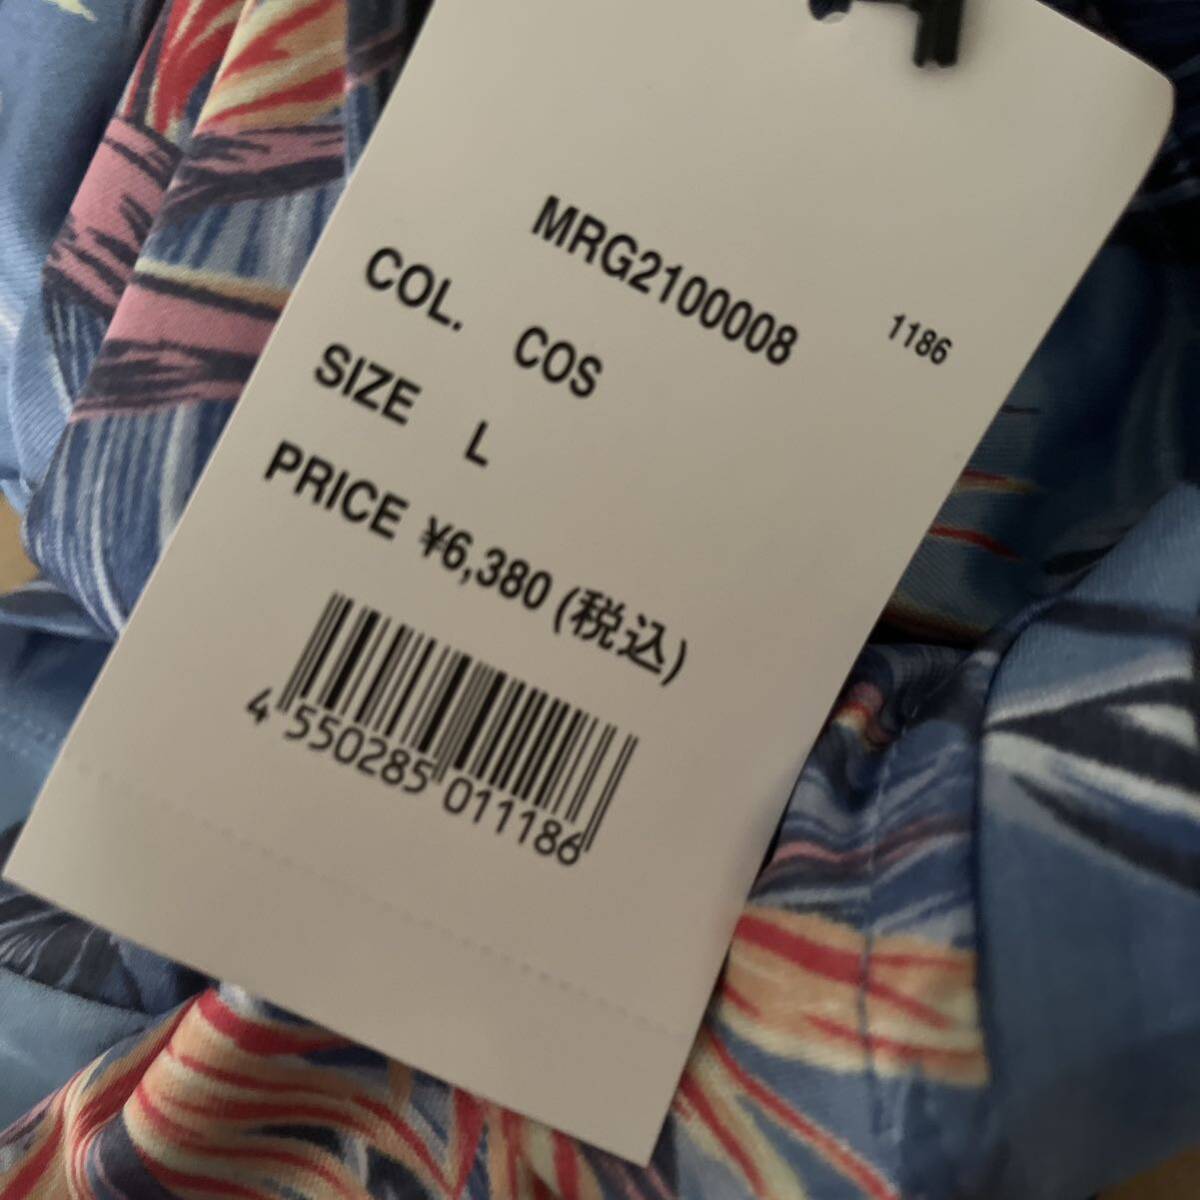 MRG2100008 1186
COL. COS
SIZE L
PRICE ¥6,380 (税込)
4 550285 011186